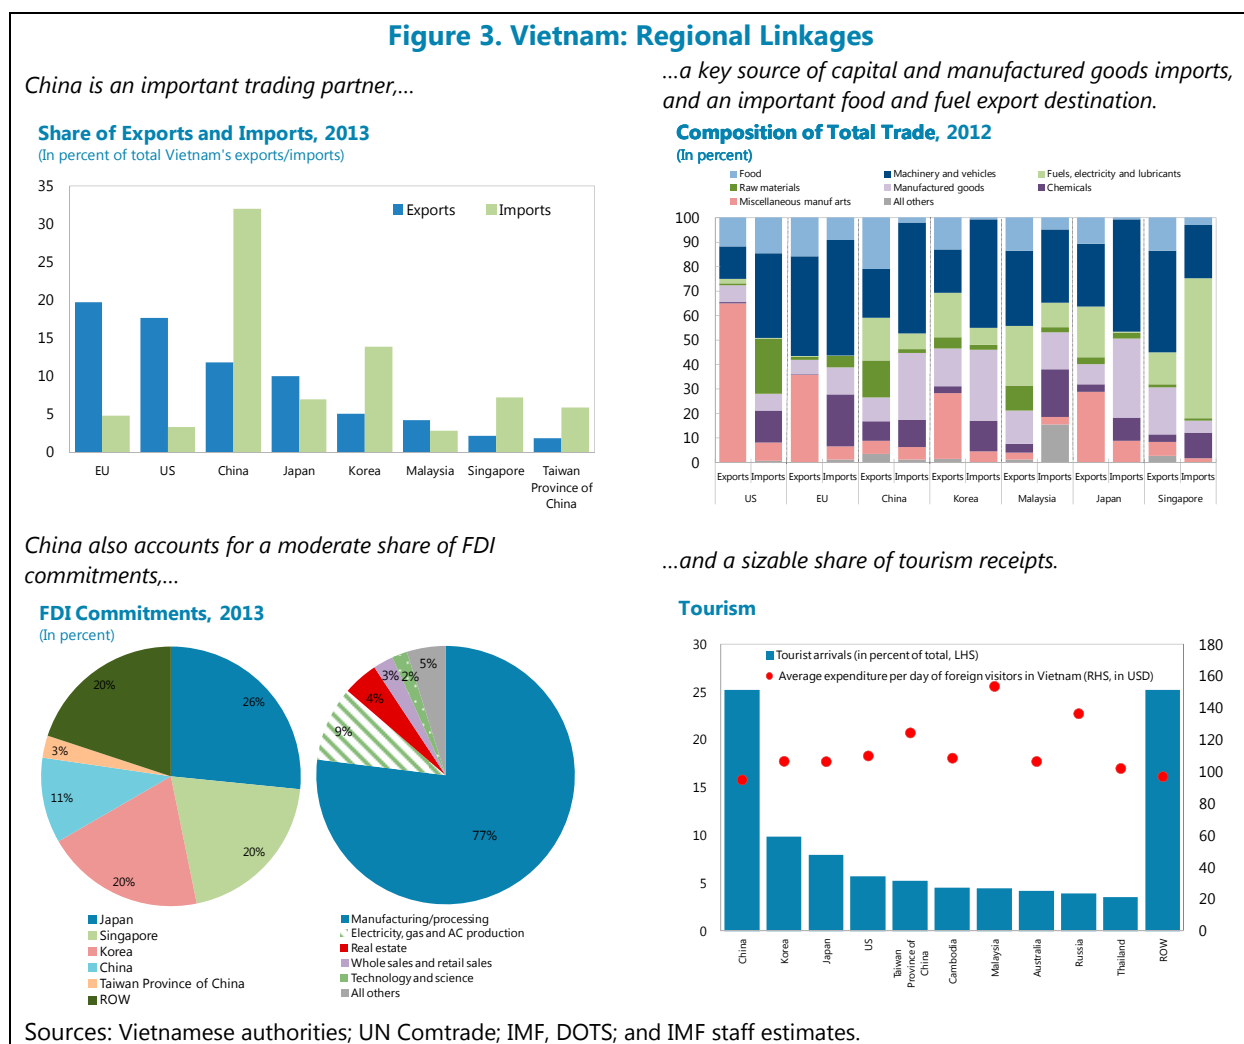 Figure 3. Vietnam: Regional Linkages
China is an important trading partner,...
Share of Exports and Imports, 2013
(In percent of total Vietnam's exports/imports)
35
30
25
20
15
10
5
0
Exports
Imports
EU
US
China
Japan
Korea
Malaysia
Singapore
Taiwan
Province of
China
...a key source of capital and manufactured goods imports,
and an important food and fuel export destination.
Composition of Total Trade, 2012
(In percent)
Food
Machinery and vehicles
Fuels, electricity and lubricants
Raw materials
Manufactured goods
Chemicals
Miscellaneous manuf arts
All others
100
90
80
70
60
50
40
30
20
10
0
Exports Imports Exports Imports Exports Imports Exports Imports Exports Imports Exports Imports Exports Imports
US EU China Korea Malaysia Japan Singapore
China also accounts for a moderate share of FDI
commitments,...
FDI Commitments, 2013
(In percent)
26%
20%
20%
11%
3%
20%
Japan
Singapore
Korea
China
Taiwan Province of China
ROW
77%
9%
4%
3%
2%
5%
Manufacturing/processing
Electricity, gas and AC production
Real estate
Whole sales and retail sales
Technology and science
All others
...and a sizable share of tourism receipts.
Tourism
30
25
20
15
10
5
0
Tourist arrivals (in percent of total, LHS)
Average expenditure per day of foreign visitors in Vietnam (RHS, in USD)
180
160
140
120
100
80
60
40
20
0
China
Korea
Japan
US
Taiwan
Province of
China
Cambodia
Malaysia
Australia
Russia
Thailand
ROW
Sources: Vietnamese authorities; UN Comtrade; IMF, DOTS; and IMF staff estimates.